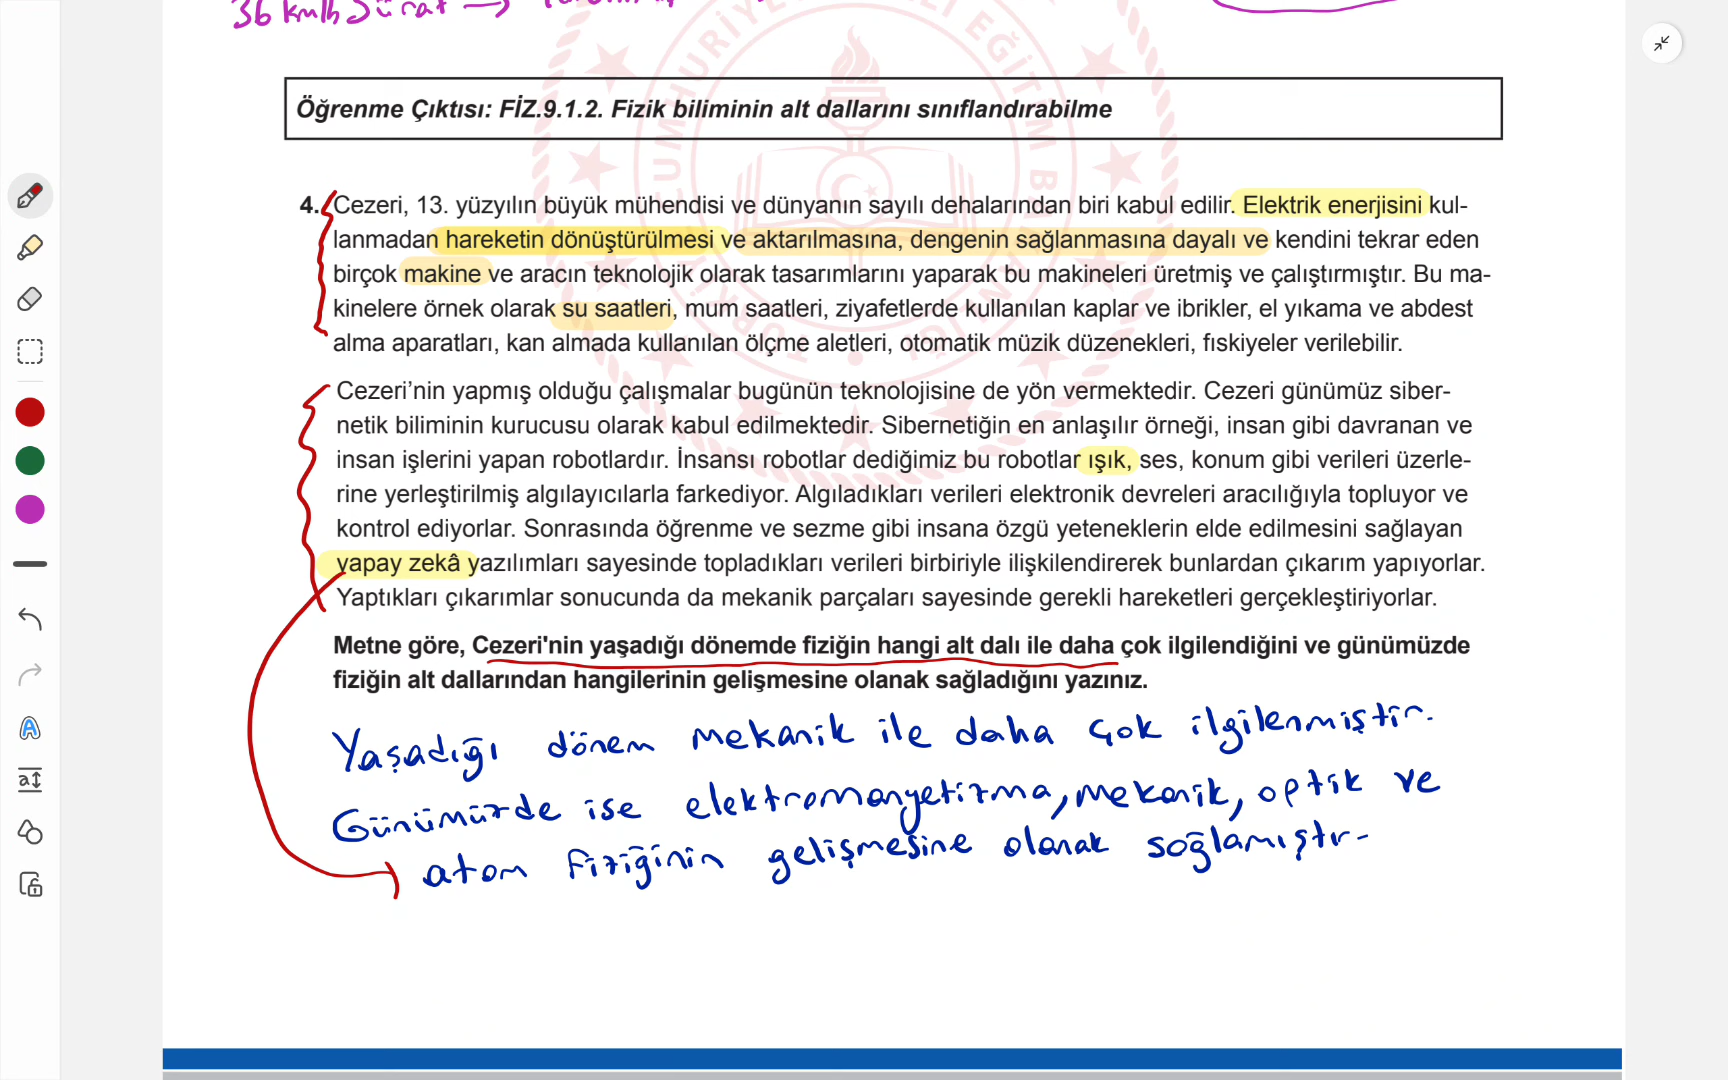 36 km/h Sürat →
Öğrenme Çıktısı: FİZ.9.1.2. Fizik biliminin alt dallarını sınıflandırabilme
4. Cezeri, 13. yüzyılın büyük mühendisi ve dünyanın sayılı dehalarından biri kabul edilir. Elektrik enerjisini kul-
lanmadan hareketin dönüştürülmesi ve aktarılmasına, dengenin sağlanmasına dayalı ve kendini tekrar eden
birçok makine ve aracın teknolojik olarak tasarımlarını yaparak bu makineleri üretmiş ve çalıştırmıştır. Bu ma-
kinelere örnek olarak su saatleri, mum saatleri, ziyafetlerde kullanılan kaplar ve ibrikler, el yıkama ve abdest
alma aparatları, kan almada kullanılan ölçme aletleri, otomatik müzik düzenekleri, fıskiyeler verilebilir.
Cezeri’nin yapmış olduğu çalışmalar bugünün teknolojisine de yön vermektedir. Cezeri günümüz siber-
netik biliminin kurucusu olarak kabul edilmektedir. Sibernetiğin en anlaşılır örneği, insan gibi davranan ve
insan işlerini yapan robotlardır. İnsansı robotlar dediğimiz bu robotlar ışık, ses, konum gibi verileri üzerle-
rine yerleştirilmiş algılayıcılarla farkediyor. Algıladıkları verileri elektronik devreleri aracılığıyla topluyor ve
kontrol ediyorlar. Sonrasında öğrenme ve sezme gibi insana özgü yeteneklerin elde edilmesini sağlayan
yapay zekâ yazılımları sayesinde topladıkları verileri birbiriyle ilişkilendirerek bunlardan çıkarım yapıyorlar.
Yaptıkları çıkarımlar sonucunda da mekanik parçaları sayesinde gerekli hareketleri gerçekleştiriyorlar.
Metne göre, Cezeri'nin yaşadığı dönemde fiziğin hangi alt dalı ile daha çok ilgilendiğini ve günümüzde
fiziğin alt dallarından hangilerinin gelişmesine olanak sağladığını yazınız.
Yaşadığı dönem mekanik ile daha çok ilgilenmiştir.
Günümüzde ise elektromanyetizma, mekanik, optik ve
atom fiziğinin gelişmesine olanak sağlamıştır.